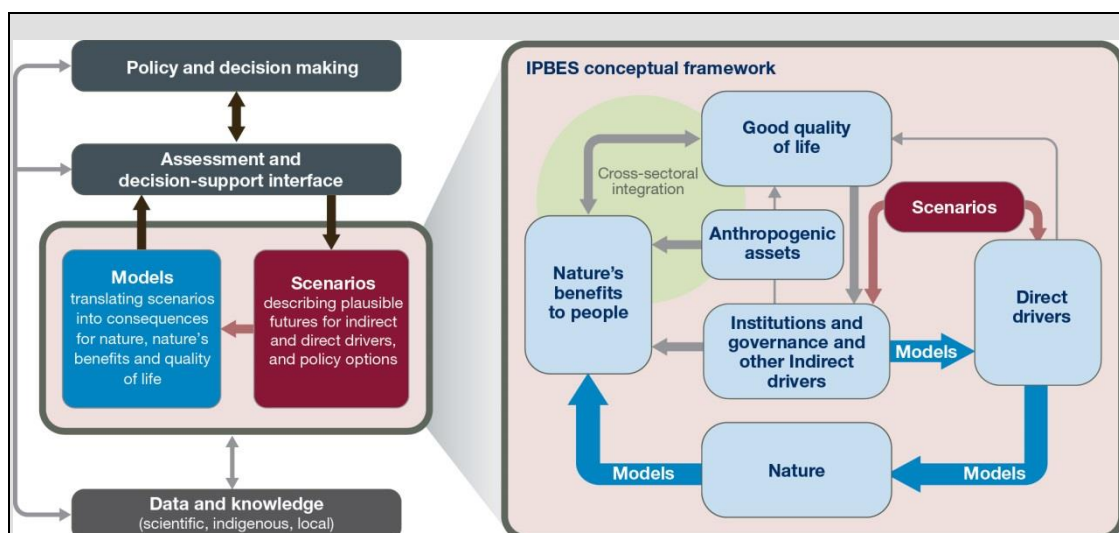 Policy and decision making
Assessment and
decision-support interface
Models
translating scenarios
into consequences
for nature, nature's
benefits and quality
of life
Scenarios
describing plausible
futures for indirect
and direct drivers,
and policy options
Data and knowledge
(scientific, indigenous, local)
IPBES conceptual framework
Good quality
of life
Cross-sectoral
integration
Scenarios
Anthropogenic
assets
Nature's
benefits
to people
Direct
drivers
Institutions and
governance and
other Indirect
drivers
Models
Models
Nature
Models